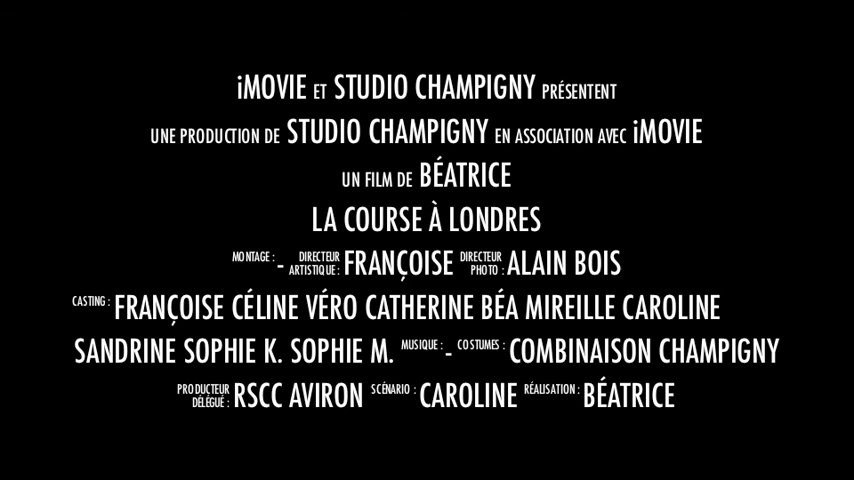 iMOVIE ET STUDIO CHAMPIGNY PRÉSENTENT
UNE PRODUCTION DE STUDIO CHAMPIGNY EN ASSOCIATION AVEC iMOVIE
UN FILM DE BÉATRICE
LA COURSE À LONDRES
MONTAGE : - DIRECTEUR ARTISTIQUE : FRANÇOISE DIRECTEUR PHOTO : ALAIN BOIS
CASTING : FRANÇOISE CÉLINE VÉRO CATHERINE BÉA MIREILLE CAROLINE
SANDRINE SOPHIE K. SOPHIE M. MUSIQUE : - COSTUMES : COMBINAISON CHAMPIGNY
PRODUCTEUR DÉLÉGUÉ : RSCC AVIRON SCÉNARIO : CAROLINE RÉALISATION : BÉATRICE